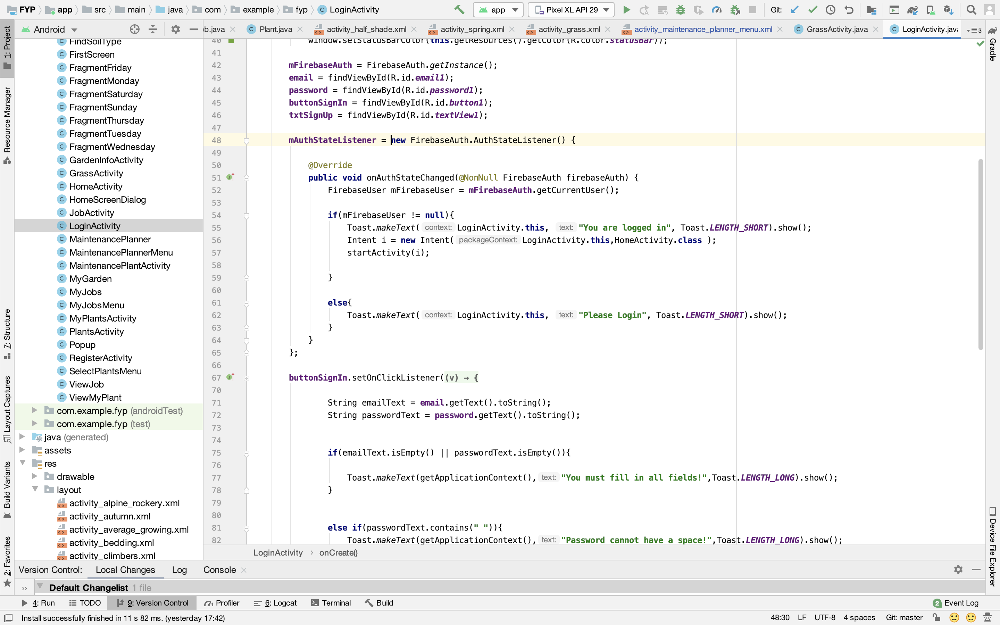 FYP app src main java com example fyp LoginActivity app Pixel XL API 29 Git:
Android
b.java Plant.java activity_half_shade.xml activity_spring.xml activity_grass.xml activity_maintenance_planner_menu.xml GrassActivity.java LoginActivity.java 3
1: Project
Resource Manager
7: Structure
Layout Captures
Build Variants
2: Favorites
FindSoilType
FirstScreen
FragmentFriday
FragmentMonday
FragmentSaturday
FragmentSunday
FragmentThursday
FragmentTuesday
FragmentWednesday
GardenInfoActivity
GrassActivity
HomeActivity
HomeScreenDialog
JobActivity
LoginActivity
MaintenancePlanner
MaintenancePlannerMenu
MaintenancePlantActivity
MyGarden
MyJobs
MyJobsMenu
MyPlantsActivity
PlantsActivity
Popup
RegisterActivity
SelectPlantsMenu
ViewJob
ViewMyPlant
com.example.fyp (androidTest)
com.example.fyp (test)
java (generated)
assets
res
drawable
layout
activity_alpine_rockery.xml
activity_autumn.xml
activity_average_growing.xml
activity_bedding.xml
activity_climbers.xml
40 window.setStatusBarColor(this.getResources().getColor(R.color.statusBar));
41
42 mFirebaseAuth = FirebaseAuth.getInstance();
43 email = findViewById(R.id.email1);
44 password = findViewById(R.id.password1);
45 buttonSignIn = findViewById(R.id.button1);
46 txtSignUp = findViewById(R.id.textView1);
47
48 mAuthStateListener = new FirebaseAuth.AuthStateListener() {
49
50 @Override
51 public void onAuthStateChanged(@NonNull FirebaseAuth firebaseAuth) {
52 FirebaseUser mFirebaseUser = mFirebaseAuth.getCurrentUser();
53
54 if(mFirebaseUser != null){
55 Toast.makeText( context: LoginActivity.this, text: "You are logged in", Toast.LENGTH_SHORT).show();
56 Intent i = new Intent( packageContext: LoginActivity.this,HomeActivity.class );
57 startActivity(i);
58
59 }
60
61 else{
62 Toast.makeText( context: LoginActivity.this, text: "Please Login", Toast.LENGTH_SHORT).show();
63 }
64 }
65 };
66
67 buttonSignIn.setOnClickListener((v) → {
70
71 String emailText = email.getText().toString();
72 String passwordText = password.getText().toString();
73
74
75 if(emailText.isEmpty() || passwordText.isEmpty()){
76
77 Toast.makeText(getApplicationContext(), text: "You must fill in all fields!",Toast.LENGTH_LONG).show();
78 }
79
80
81 else if(passwordText.contains(" ")){
82 Toast.makeText(getApplicationContext(), text: "Password cannot have a space!",Toast.LENGTH_LONG).show();
LoginActivity › onCreate()
Gradle
Device File Explorer
Version Control: Local Changes Log Console
Default Changelist 1 file
4: Run TODO 9: Version Control Profiler 6: Logcat Terminal Build 2 Event Log
Install successfully finished in 11 s 82 ms. (yesterday 17:42) 48:30 LF UTF-8 4 spaces Git: master